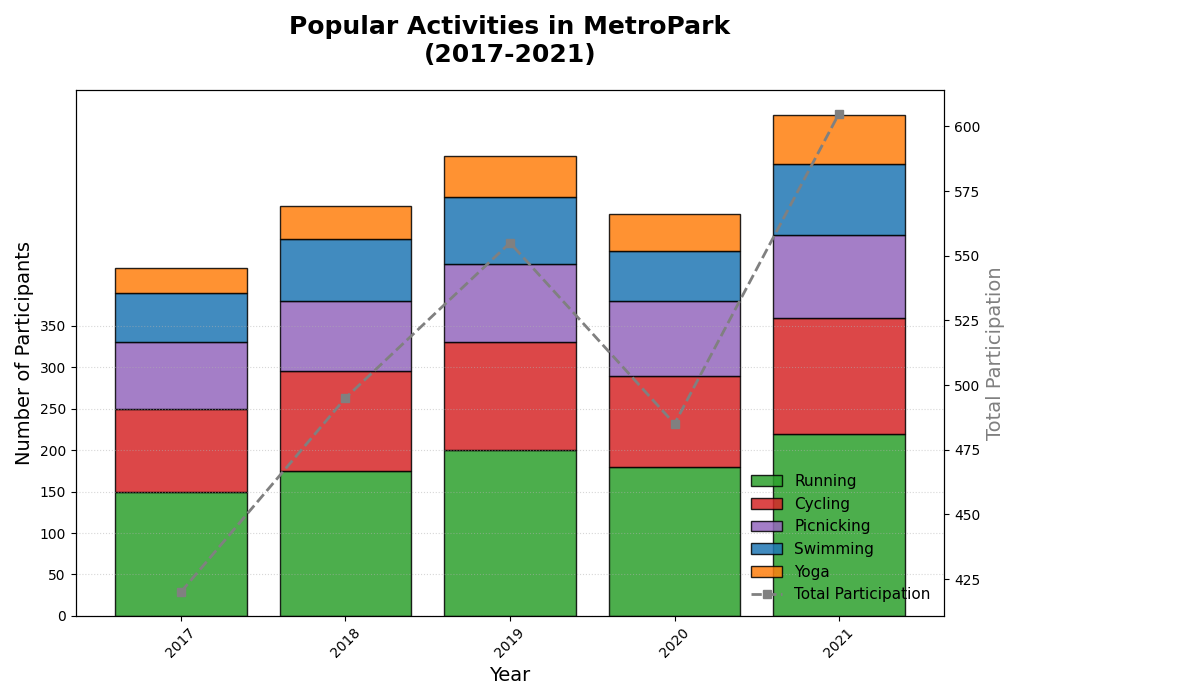 Popular Activities in MetroPark
(2017-2021)
Number of Participants
350
300
250
200
150
100
50
0
600
575
550
525
500
475
450
425
Total Participation
Running
Cycling
Picnicking
Swimming
Yoga
Total Participation
2017
2018
2019
2020
2021
Year